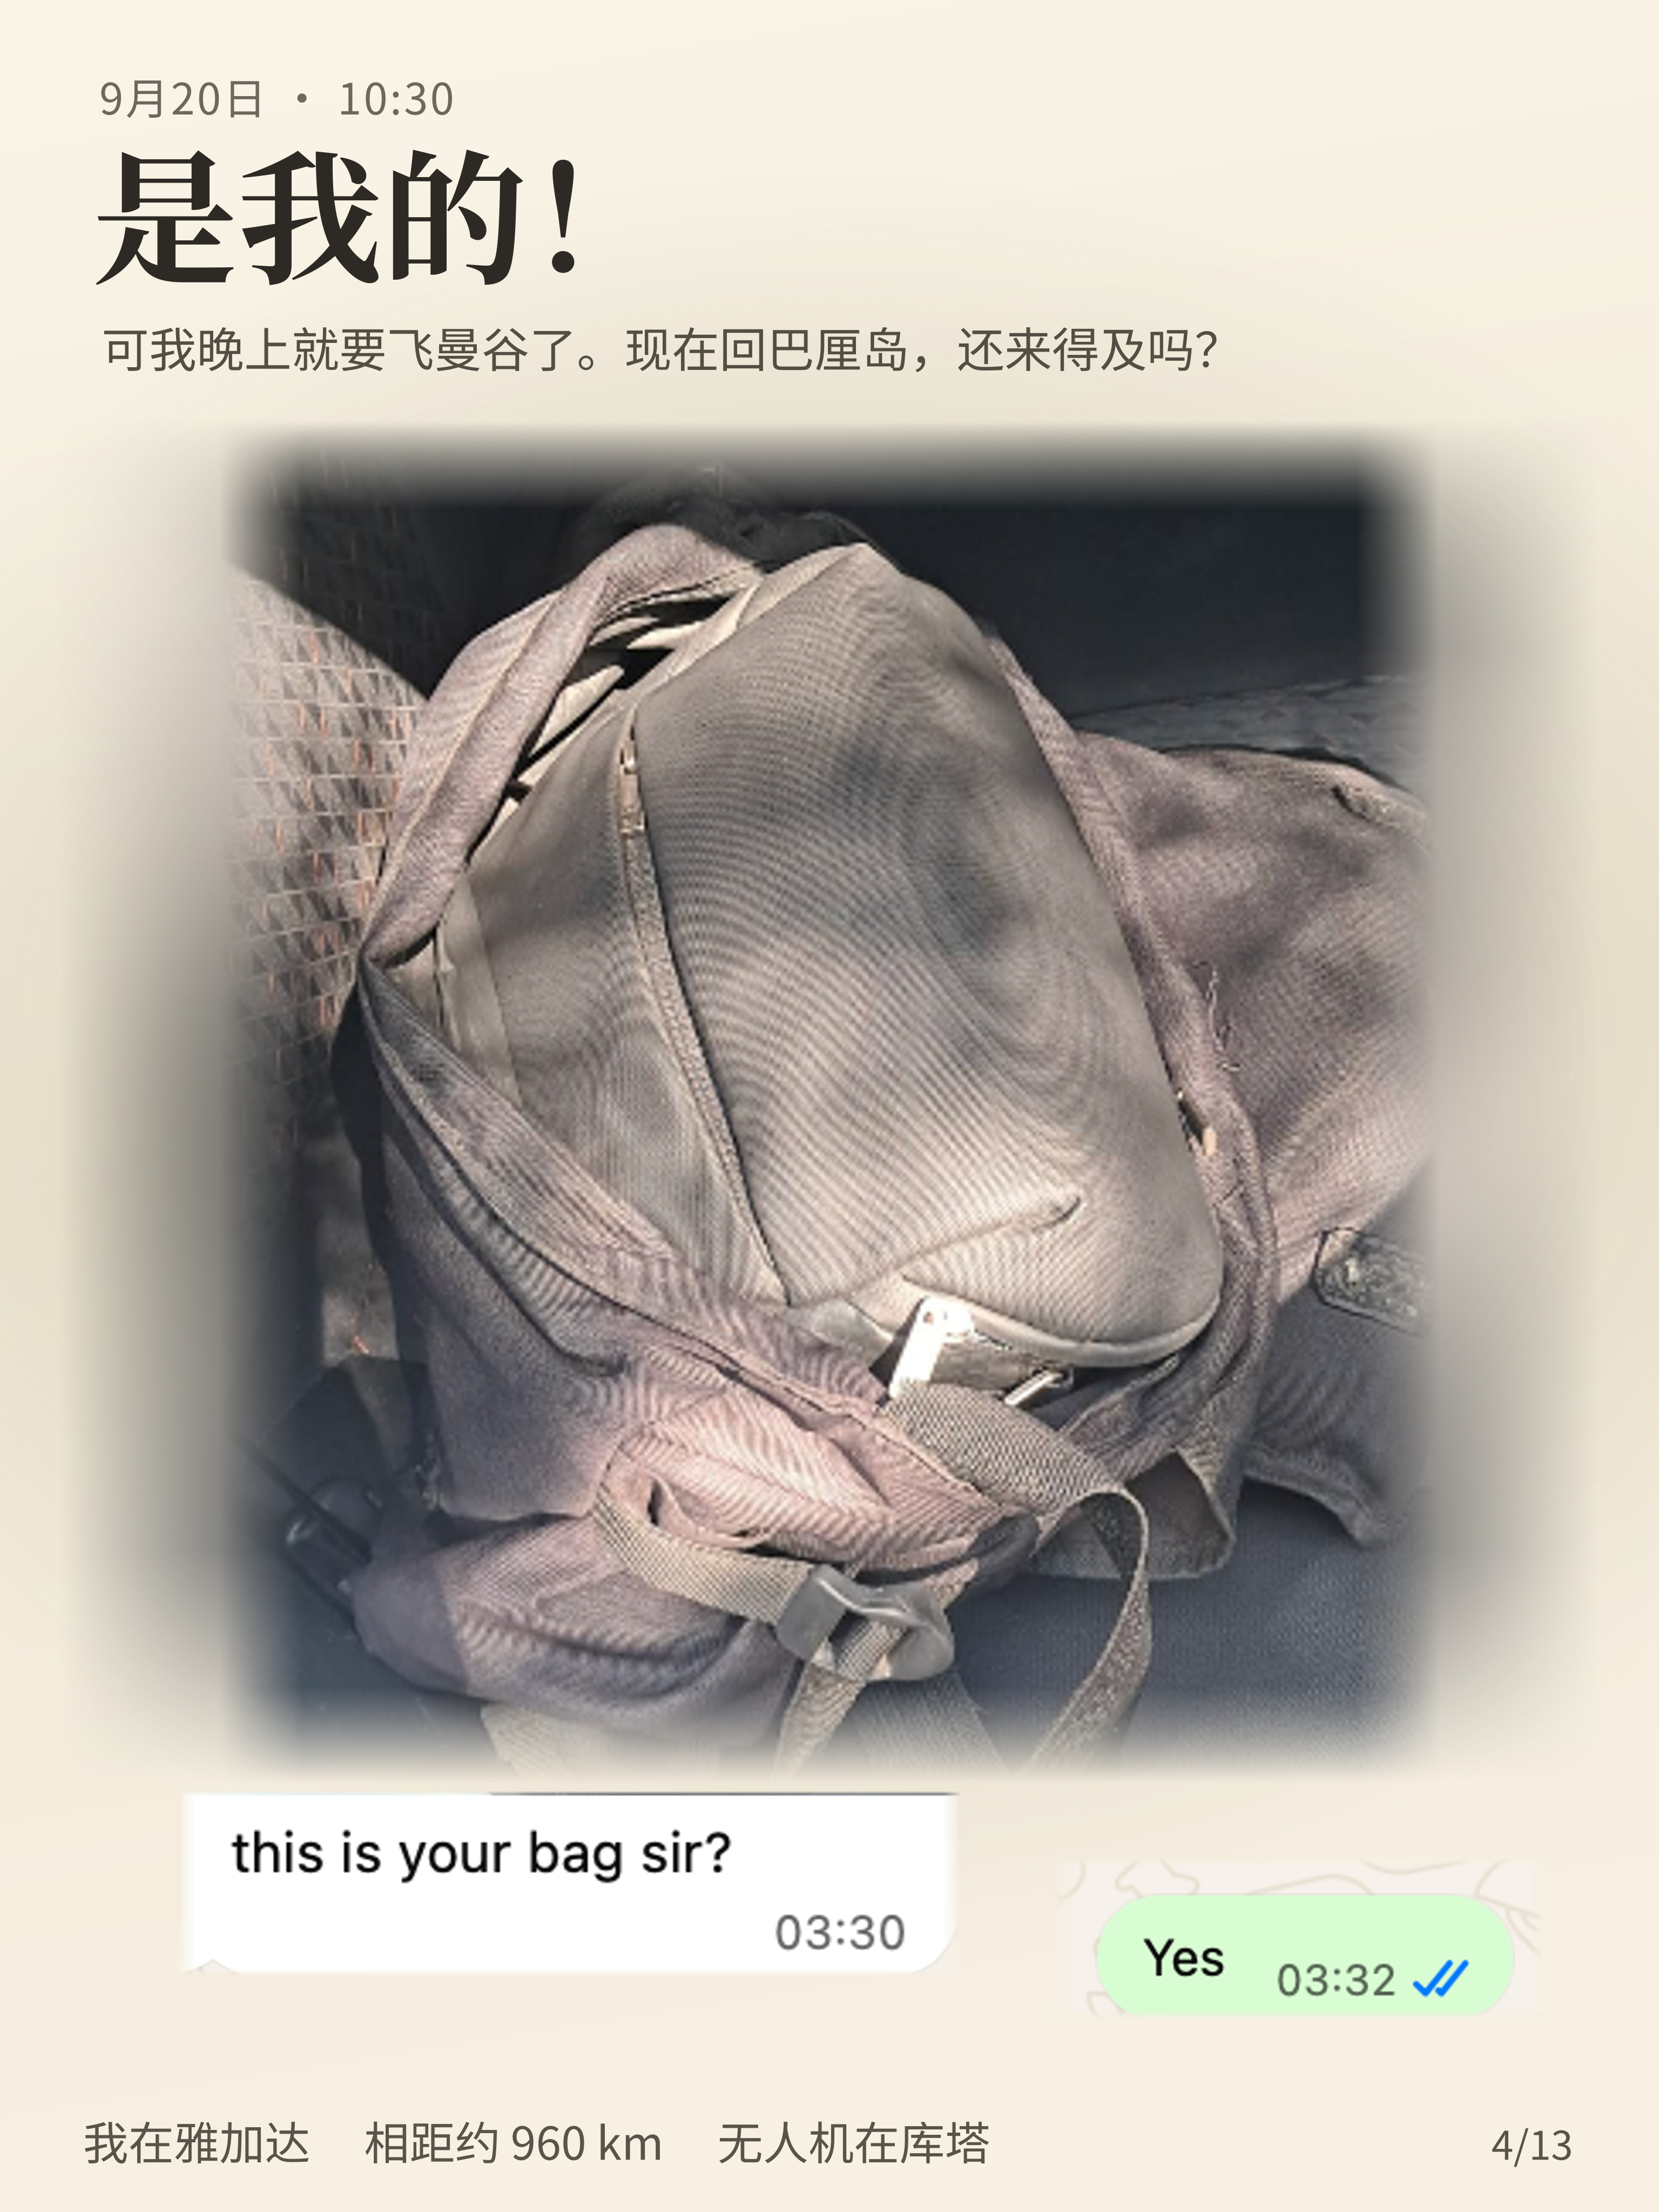 9月20日 · 10:30
是我的！
可我晚上就要飞曼谷了。现在回巴厘岛，还来得及吗？
this is your bag sir?
03:30
Yes 03:32
我在雅加达 相距约 960 km 无人机在库塔 4/13